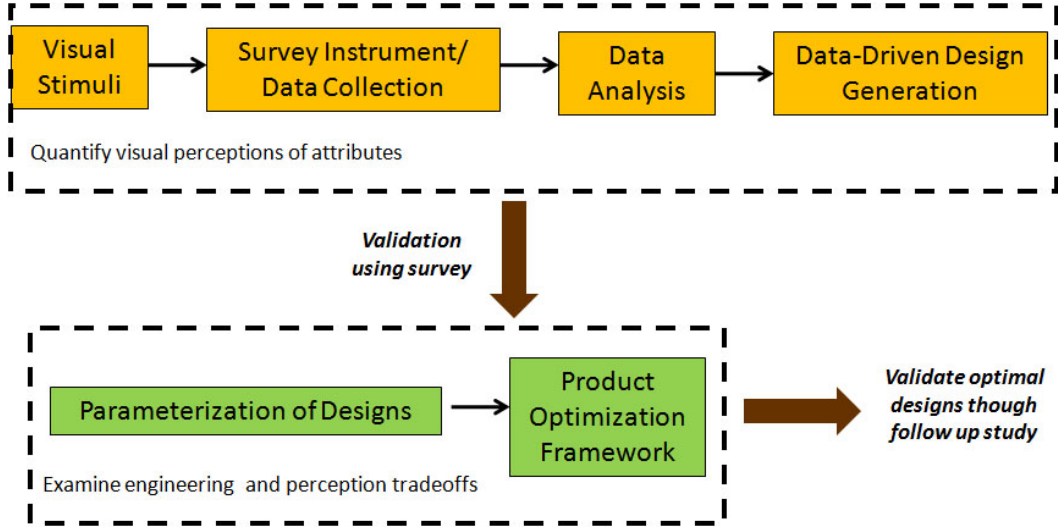 Visual
Stimuli
Survey Instrument/
Data Collection
Data
Analysis
Data-Driven Design
Generation
Quantify visual perceptions of attributes
Validation
using survey
Parameterization of Designs
Product
Optimization
Framework
Examine engineering and perception tradeoffs
Validate optimal
designs though
follow up study